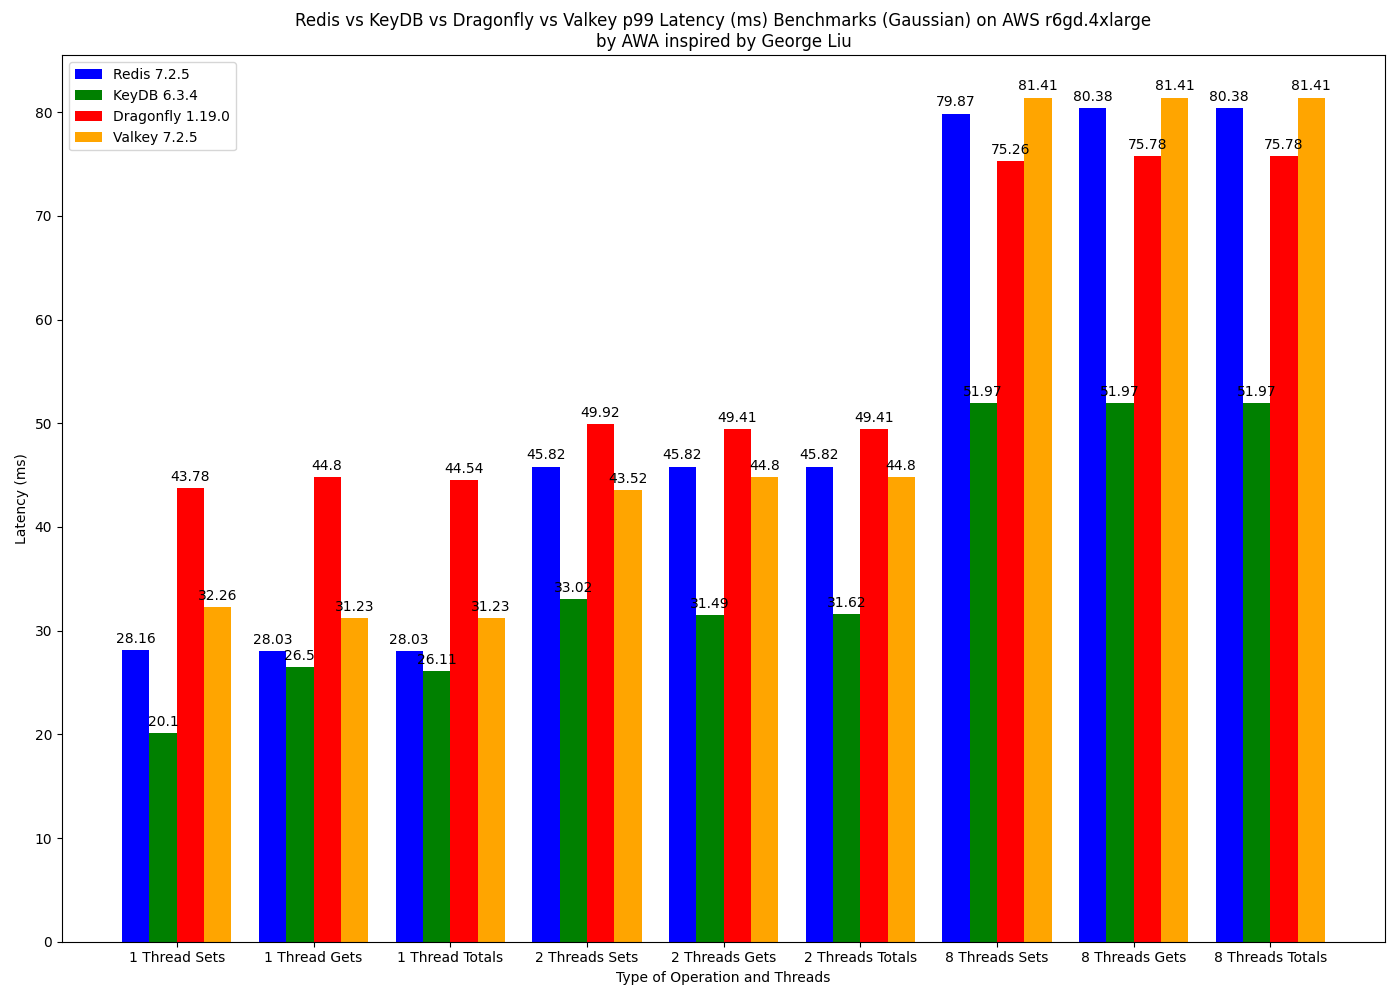 Redis vs KeyDB vs Dragonfly vs Valkey p99 Latency (ms) Benchmarks (Gaussian) on AWS r6gd.4xlarge
by AWA inspired by George Liu
Redis 7.2.5
KeyDB 6.3.4
Dragonfly 1.19.0
Valkey 7.2.5
Latency (ms)
80
70
60
50
40
30
20
10
0
28.16
20.1
43.78
32.26
28.03
26.5
44.8
31.23
28.03
26.11
44.54
31.23
45.82
33.02
49.92
43.52
45.82
31.49
49.41
44.8
45.82
31.62
49.41
44.8
79.87
51.97
75.26
81.41
80.38
51.97
75.78
81.41
80.38
51.97
75.78
81.41
1 Thread Sets
1 Thread Gets
1 Thread Totals
2 Threads Sets
2 Threads Gets
2 Threads Totals
8 Threads Sets
8 Threads Gets
8 Threads Totals
Type of Operation and Threads